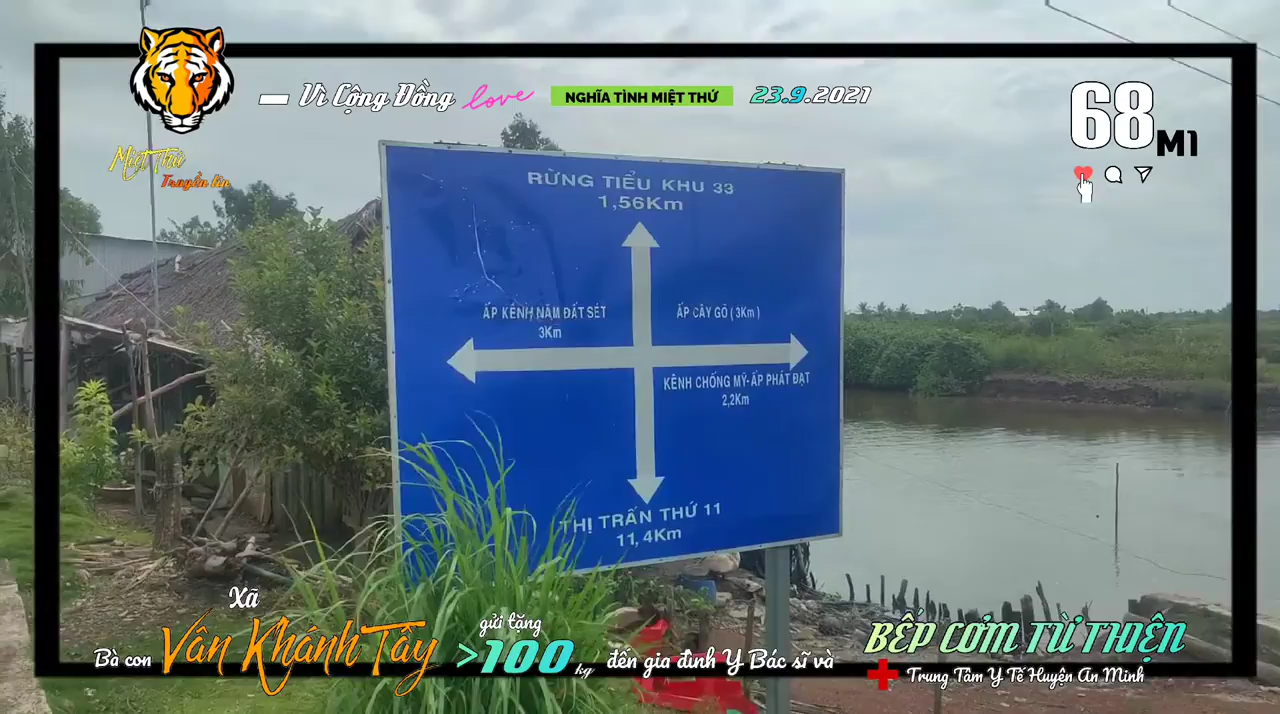 Vì Cộng Đồng love NGHĨA TÌNH MIỆT THỨ 23.9.2021
68 M1
Miệt Thứ
Truyền tin
RỪNG TIỂU KHU 33
1,56Km
ẤP KÊNH NĂM ĐẤT SÉT
3Km
ẤP CÂY GÕ ( 3Km )
KÊNH CHỐNG MỸ-ẤP PHÁT ĐẠT
2,2Km
THỊ TRẤN THỨ 11
11,4Km
Xã
Bà con Vân Khánh Tây gửi tặng >100 kg đến gia đình Y Bác sĩ và
BẾP CƠM TỪ THIỆN
Trung Tâm Y Tế Huyện An Minh